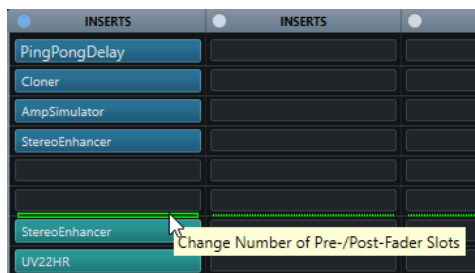 INSERTS INSERTS
PingPongDelay
Cloner
AmpSimulator
StereoEnhancer
StereoEnhancer
Change Number of Pre-/Post-Fader Slots
UV22HR